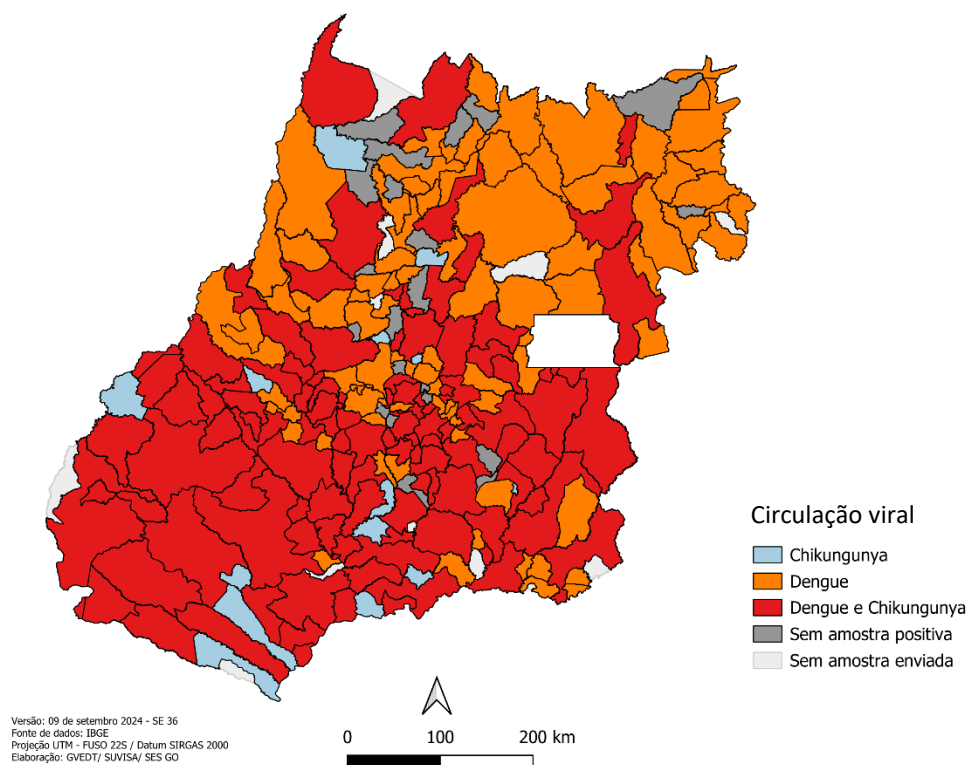 Circulação viral
Chikungunya
Dengue
Dengue e Chikungunya
Sem amostra positiva
Sem amostra enviada
Versão: 09 de setembro 2024 - SE 36
Fonte de dados: IBGE
Projeção UTM - FUSO 22S / Datum SIRGAS 2000
Elaboração: GVEDT/ SUVISA/ SES GO
0 100 200 km